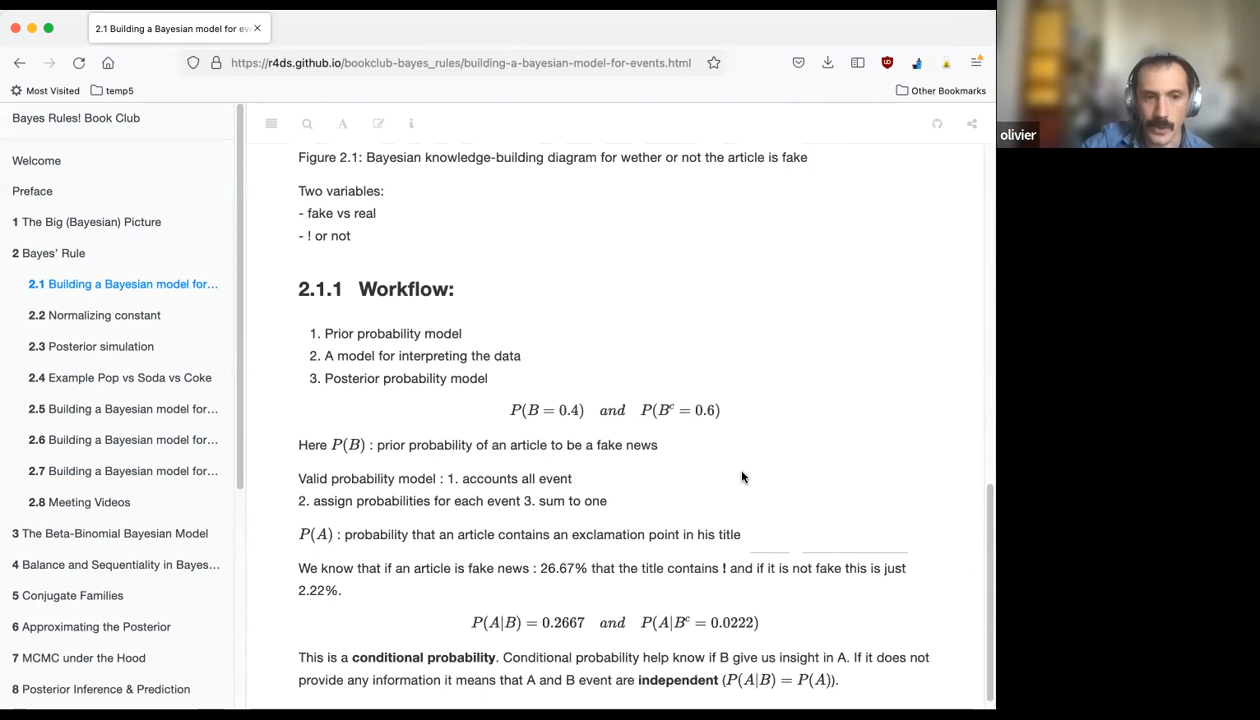 2.1 Building a Bayesian model for eve
https://r4ds.github.io/bookclub-bayes_rules/building-a-bayesian-model-for-events.html
Most Visited
temp5
Other Bookmarks
olivier
Bayes Rules! Book Club
Welcome
Preface
1 The Big (Bayesian) Picture
2 Bayes' Rule
2.1 Building a Bayesian model for…
2.2 Normalizing constant
2.3 Posterior simulation
2.4 Example Pop vs Soda vs Coke
2.5 Building a Bayesian model for…
2.6 Building a Bayesian model for…
2.7 Building a Bayesian model for…
2.8 Meeting Videos
3 The Beta-Binomial Bayesian Model
4 Balance and Sequentiality in Bayes…
5 Conjugate Families
6 Approximating the Posterior
7 MCMC under the Hood
8 Posterior Inference & Prediction
Figure 2.1: Bayesian knowledge-building diagram for wether or not the article is fake
Two variables:
- fake vs real
- ! or not
2.1.1 Workflow:
1. Prior probability model
2. A model for interpreting the data
3. Posterior probability model
P(B = 0.4) and P(Bᶜ = 0.6)
Here P(B) : prior probability of an article to be a fake news
Valid probability model : 1. accounts all event
2. assign probabilities for each event 3. sum to one
P(A) : probability that an article contains an exclamation point in his title
We know that if an article is fake news : 26.67% that the title contains ! and if it is not fake this is just
2.22%.
P(A|B) = 0.2667 and P(A|Bᶜ = 0.0222)
This is a conditional probability. Conditional probability help know if B give us insight in A. If it does not
provide any information it means that A and B event are independent (P(A|B) = P(A)).